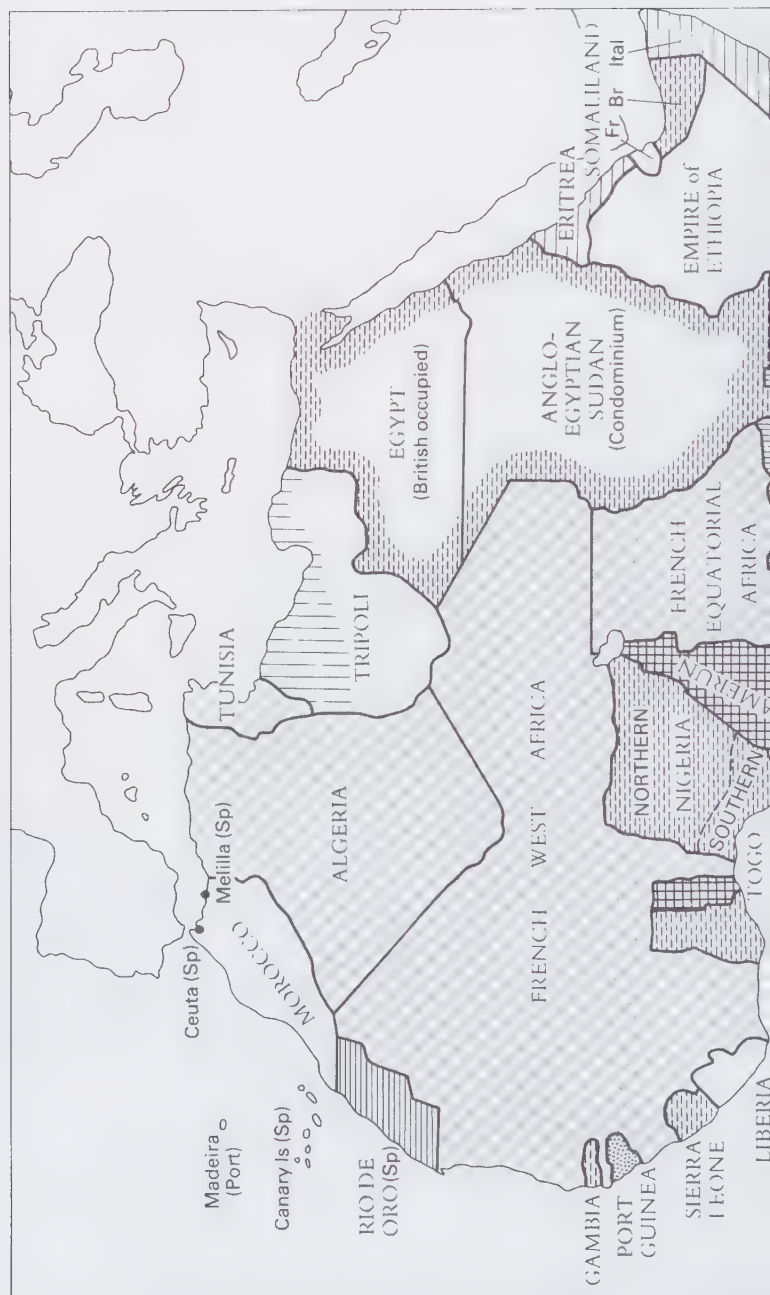 Ceuta (Sp)
Melilla (Sp)
Madeira
(Port)
Canary Is (Sp)
MOROCCO
ALGERIA
TUNISIA
TRIPOLI
EGYPT
(British occupied)
RIO DE
ORO (Sp)
FRENCH WEST AFRICA
ANGLO-
EGYPTIAN
SUDAN
(Condominium)
ERITREA
SOMALILAND
Fr Br Ital
EMPIRE of
ETHIOPIA
GAMBIA
PORT
GUINEA
SIERRA
LEONE
LIBERIA
TOGO
NORTHERN
NIGERIA
SOUTHERN
FRENCH
EQUATORIAL
AFRICA